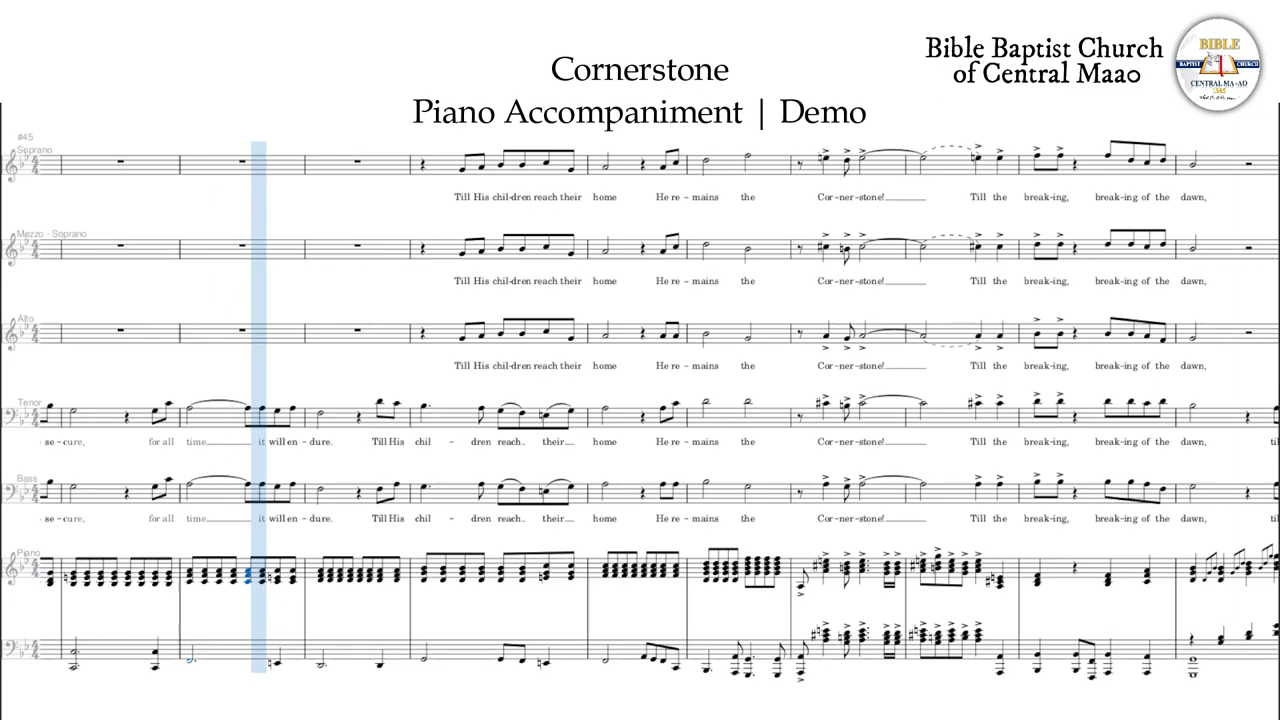 Cornerstone
Piano Accompaniment | Demo
Bible Baptist Church
of Central Maao
BIBLE
BAPTIST CHURCH
CENTRAL MA-AO
#45
Soprano
Till His chil-dren reach their home He re - mains the Cor-ner-stone! Till the break-ing, break-ing of the dawn,
Mezzo - Soprano
Till His chil-dren reach their home He re - mains the Cor-ner-stone! Till the break-ing, break-ing of the dawn,
Alto
Till His chil-dren reach their home He re - mains the Cor-ner-stone! Till the break-ing, break-ing of the dawn,
Tenor
se - cure, for all time it will en - dure. Till His chil - dren reach their home He re - mains the Cor-ner-stone! Till the break-ing, break-ing of the dawn, til
Bass
se - cure, for all time it will en - dure. Till His chil - dren reach their home He re - mains the Cor-ner-stone! Till the break-ing, break-ing of the dawn, til
Piano